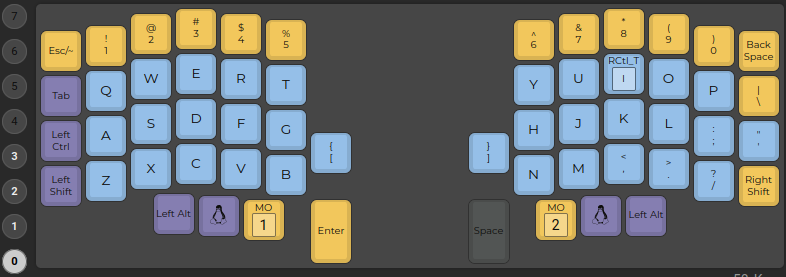 7
6
5
4
3
2
1
0
Esc/~
!
1
@
2
#
3
$
4
%
5
^
6
&
7
*
8
(
9
)
0
Back
Space
Tab
Q
W
E
R
T
Y
U
RCtl_T
I
O
P
|
\
Left
Ctrl
A
S
D
F
G
{
[
}
]
H
J
K
L
:
;
"
'
Left
Shift
Z
X
C
V
B
N
M
<
,
>
.
?
/
Right
Shift
Left Alt
MO
1
Enter
Space
MO
2
Left Alt